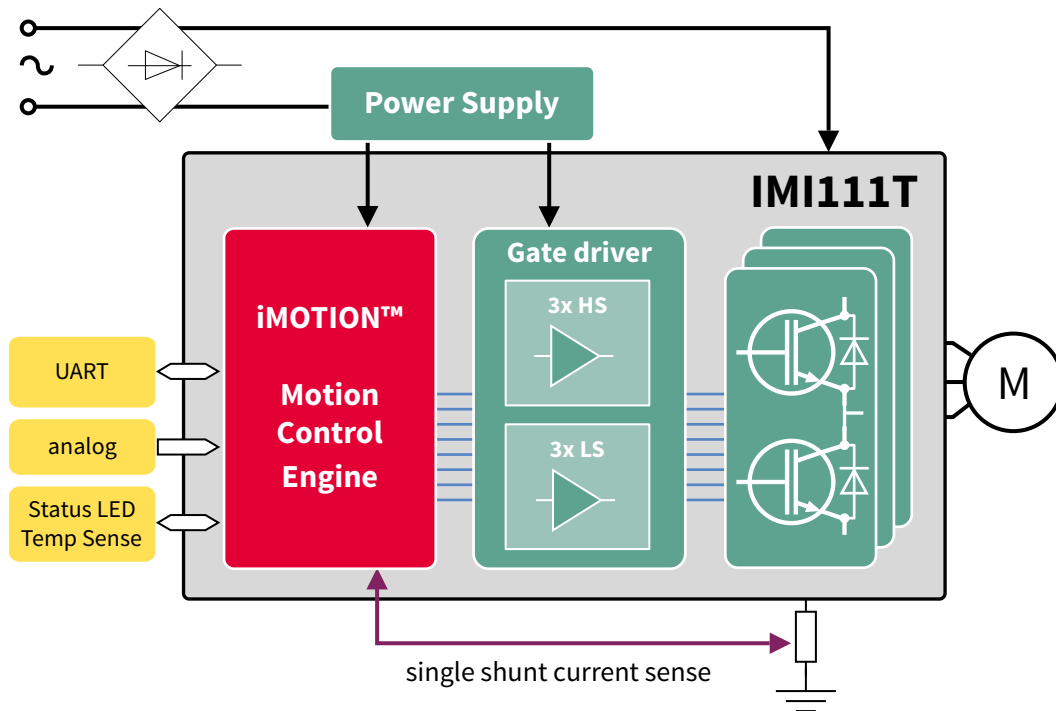 Power Supply
IMI111T
iMOTION™
Motion
Control
Engine
Gate driver
3x HS
3x LS
UART
analog
Status LED
Temp Sense
M
single shunt current sense